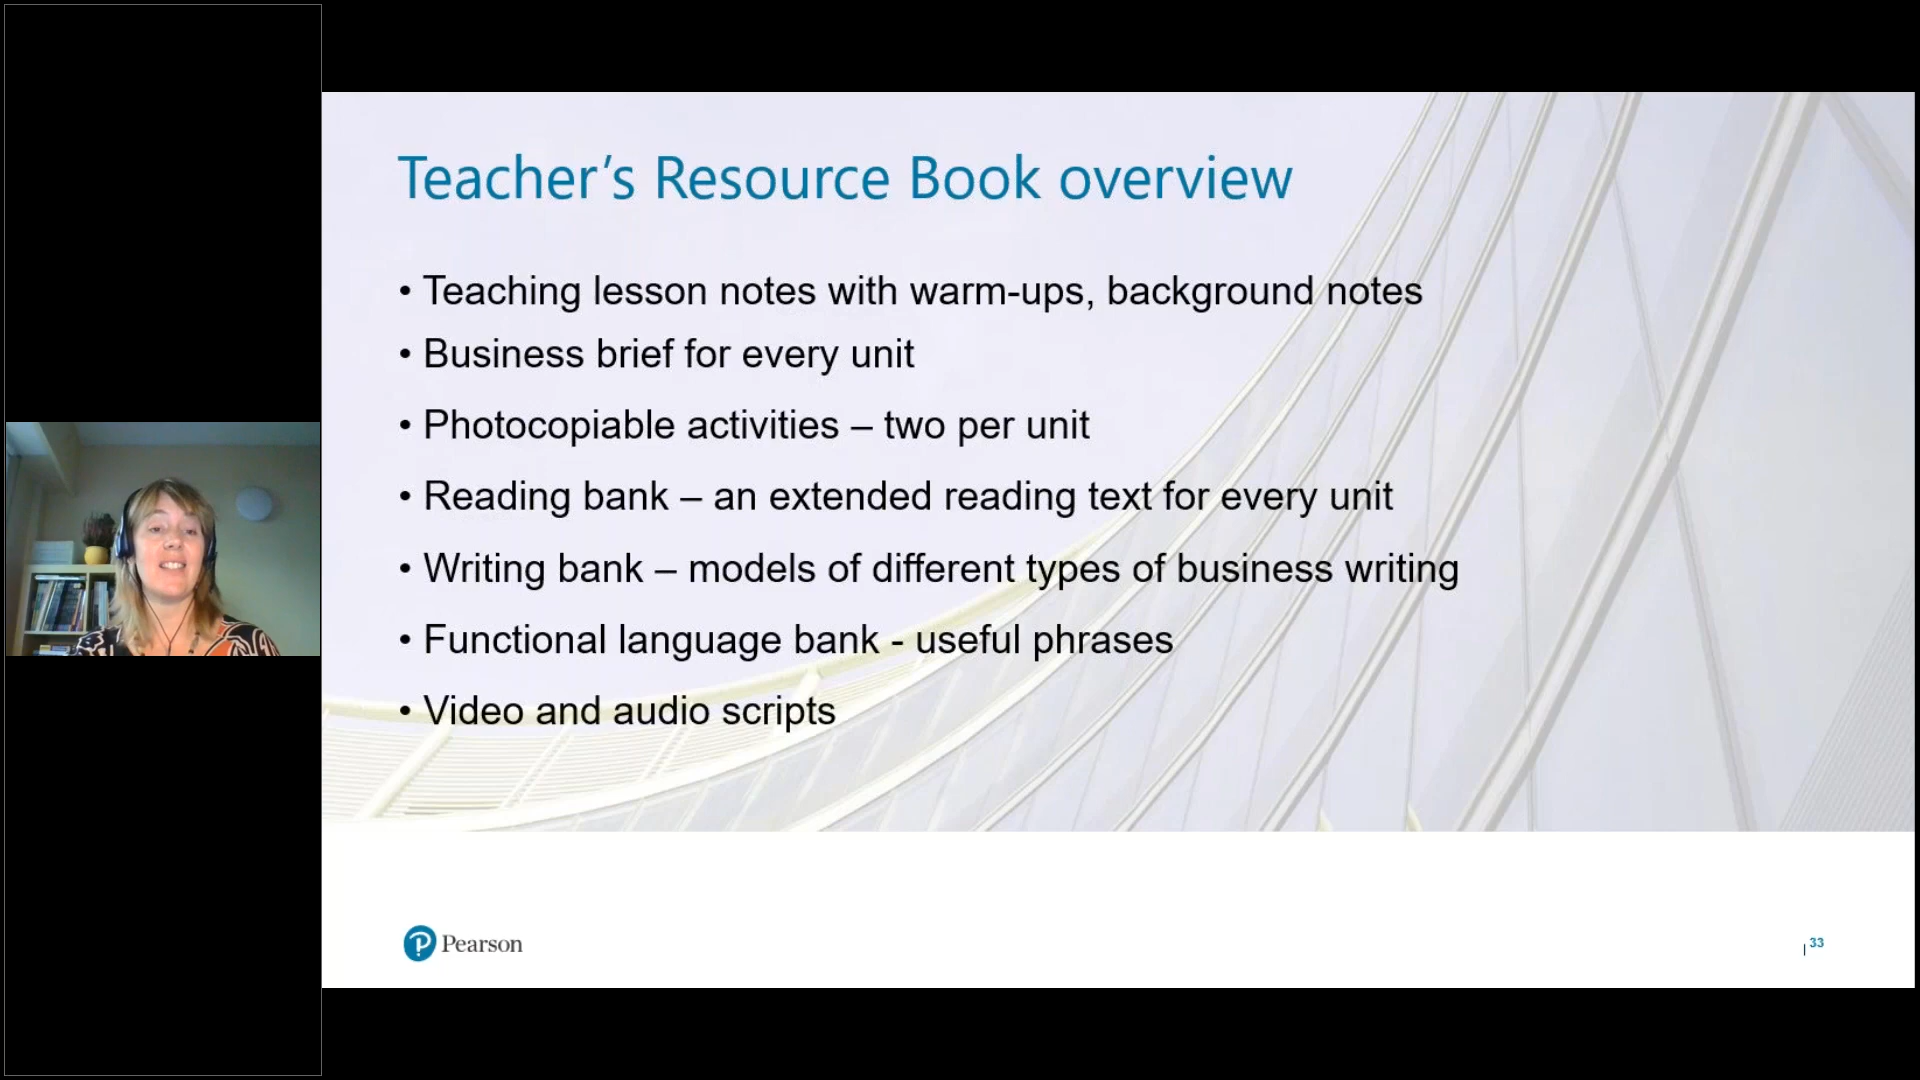 Teacher’s Resource Book overview
• Teaching lesson notes with warm-ups, background notes
• Business brief for every unit
• Photocopiable activities – two per unit
• Reading bank – an extended reading text for every unit
• Writing bank – models of different types of business writing
• Functional language bank - useful phrases
• Video and audio scripts
Pearson
| 33